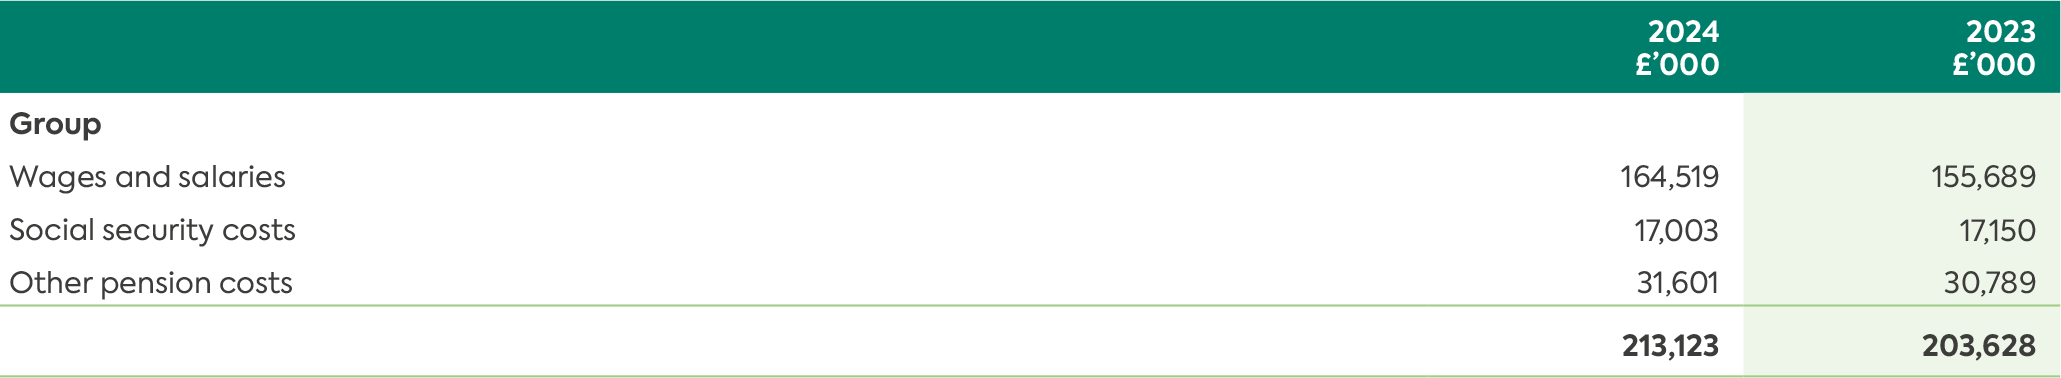 2024 2023
£’000 £’000
Group
Wages and salaries 164,519 155,689
Social security costs 17,003 17,150
Other pension costs 31,601 30,789
213,123 203,628